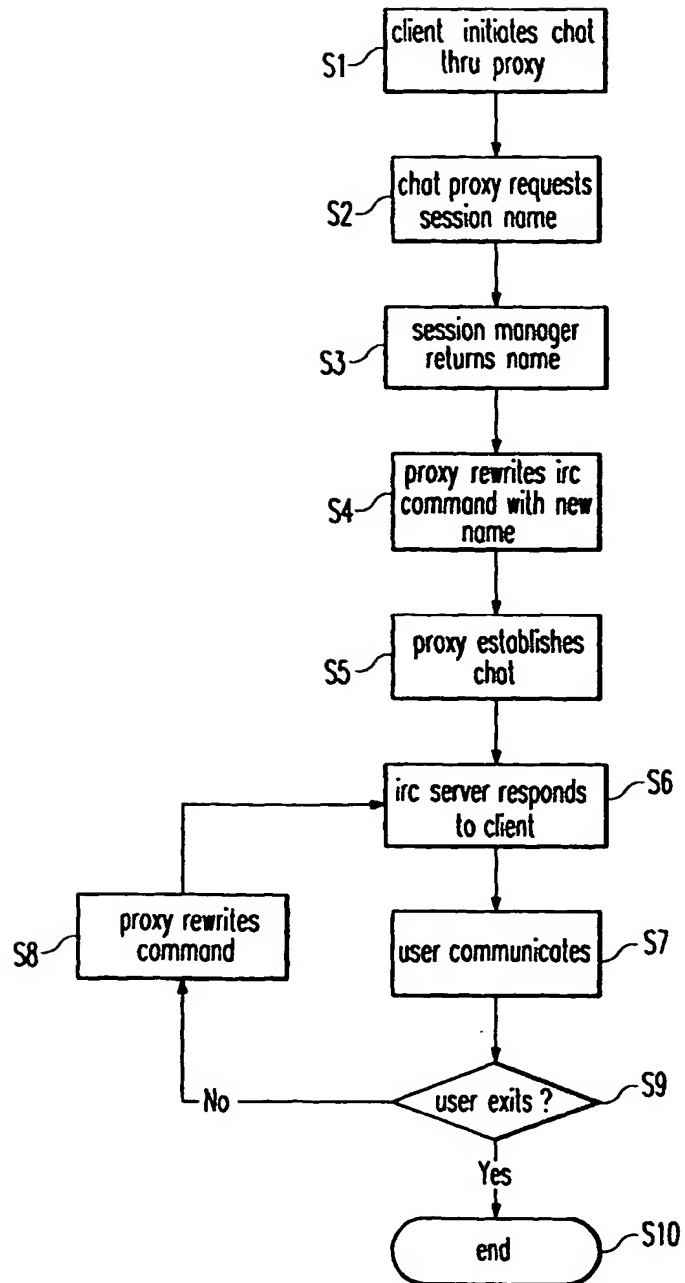 S1
client initiates chat
thru proxy
S2
chat proxy requests
session name
S3
session manager
returns name
S4
proxy rewrites irc
command with new
name
S5
proxy establishes
chat
irc server responds
to client
S6
S8
proxy rewrites
command
user communicates
S7
No
user exits ?
S9
Yes
end
S10